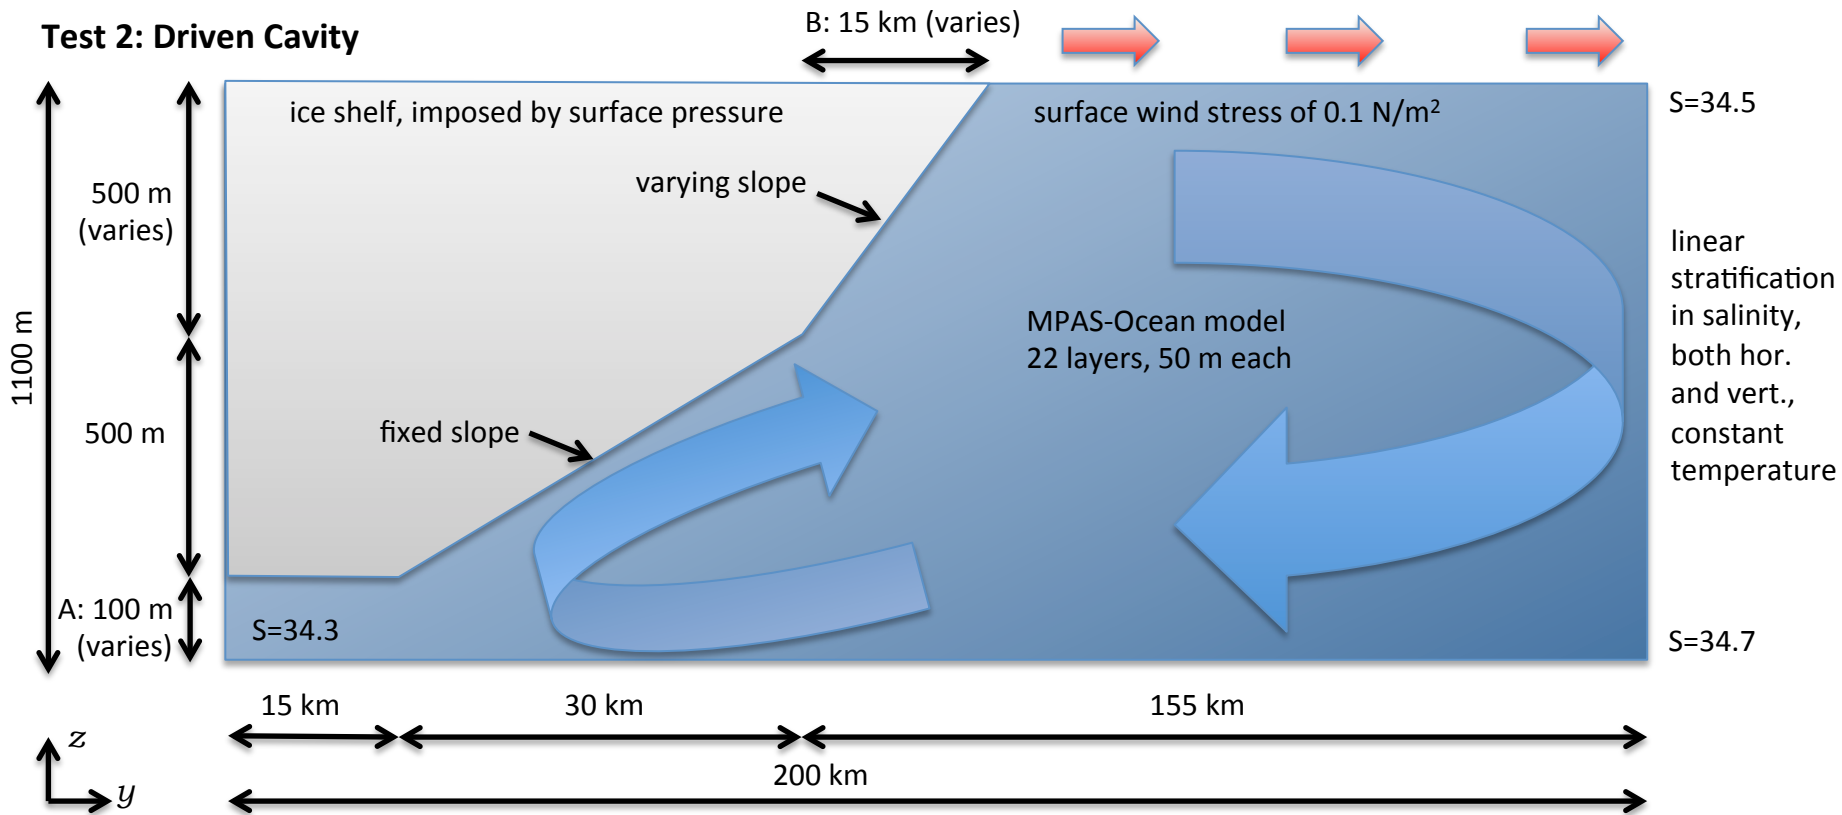 Test 2: Driven Cavity
B: 15 km (varies)
ice shelf, imposed by surface pressure
surface wind stress of 0.1 N/m²
S=34.5
varying slope
500 m
(varies)
1100 m
linear
stratification
in salinity,
both hor.
and vert.,
constant
temperature
MPAS-Ocean model
22 layers, 50 m each
500 m
fixed slope
A: 100 m
(varies)
S=34.3
S=34.7
15 km
30 km
155 km
200 km
z
y